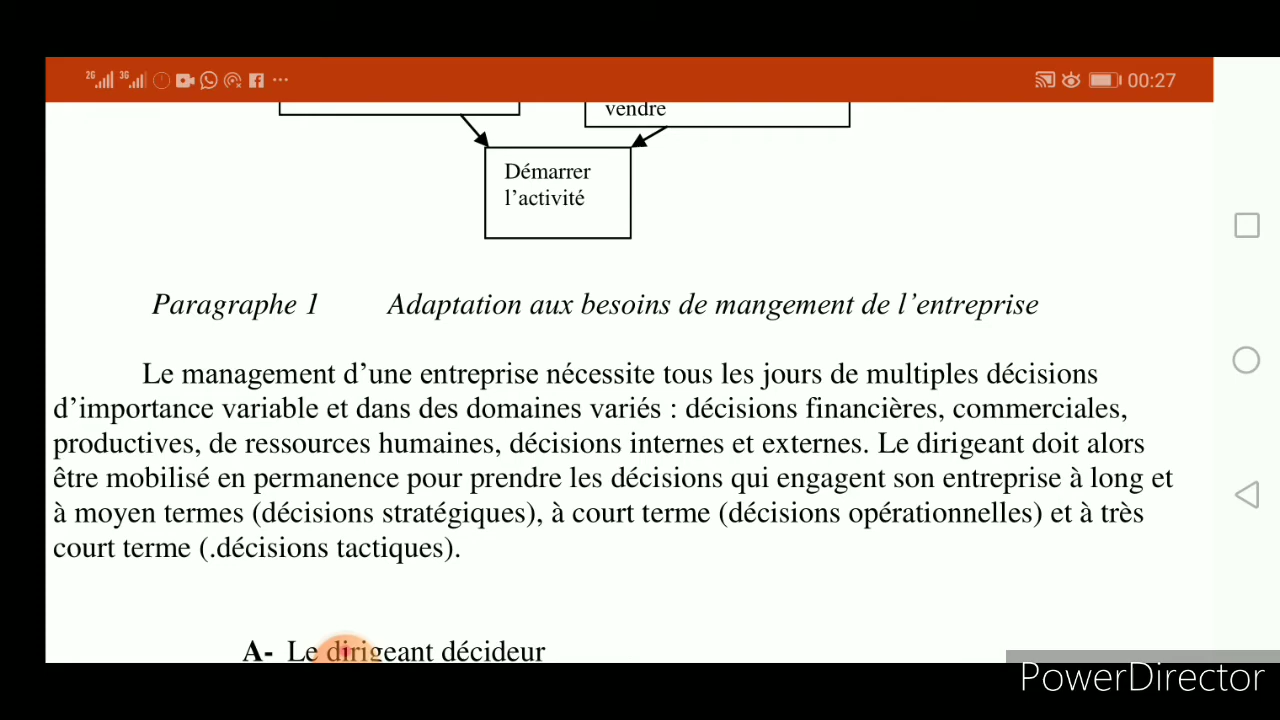 2G 3G 00:27
vendre
Démarrer
l’activité
Paragraphe 1 Adaptation aux besoins de mangement de l’entreprise
Le management d’une entreprise nécessite tous les jours de multiples décisions
d’importance variable et dans des domaines variés : décisions financières, commerciales,
productives, de ressources humaines, décisions internes et externes. Le dirigeant doit alors
être mobilisé en permanence pour prendre les décisions qui engagent son entreprise à long et
à moyen termes (décisions stratégiques), à court terme (décisions opérationnelles) et à très
court terme (.décisions tactiques).
A- Le dirigeant décideur
PowerDirector